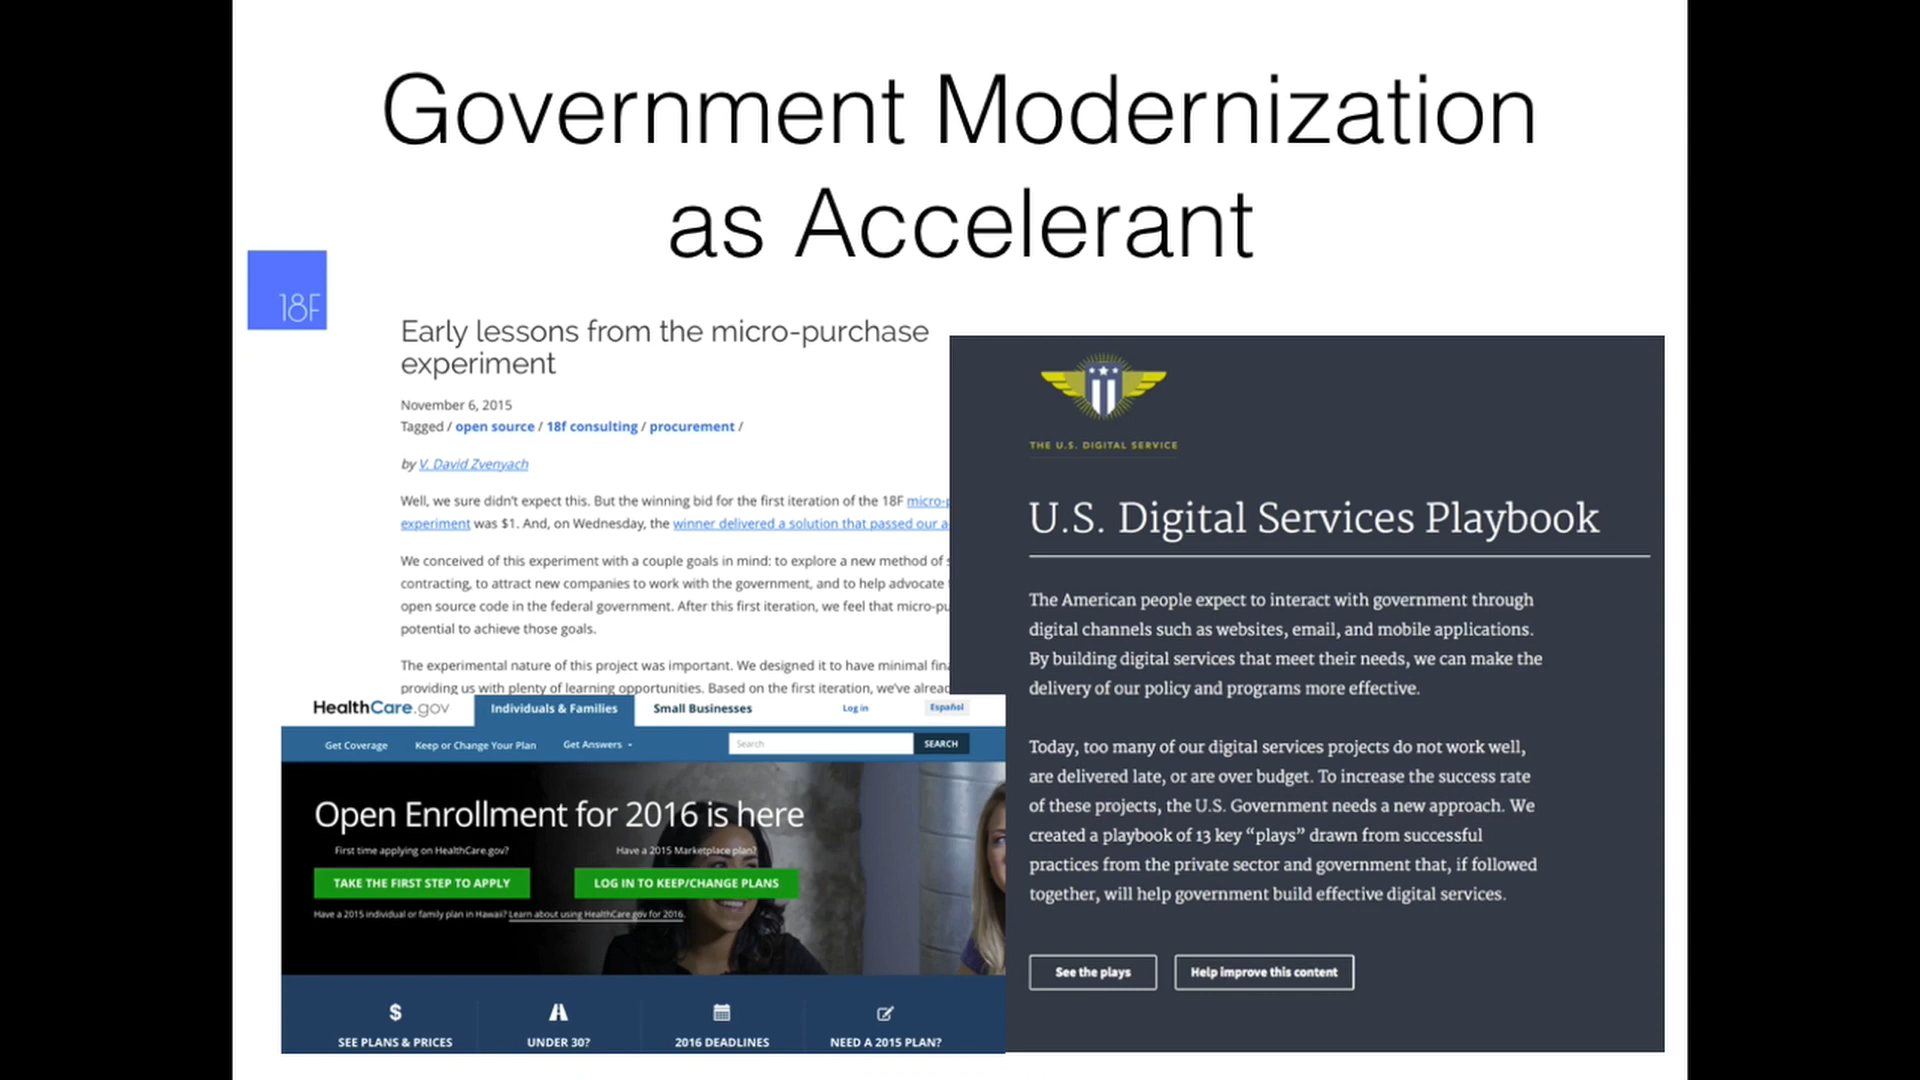 Government Modernization
as Accelerant
18F
Early lessons from the micro-purchase
experiment
November 6, 2015
Tagged / open source / 18f consulting / procurement /
by V. David Zvenyach
Well, we sure didn't expect this. But the winning bid for the first iteration of the 18F micro-p
experiment was $1. And, on Wednesday, the winner delivered a solution that passed our a
We conceived of this experiment with a couple goals in mind: to explore a new method of s
contracting, to attract new companies to work with the government, and to help advocate
open source code in the federal government. After this first iteration, we feel that micro-pu
potential to achieve those goals.
The experimental nature of this project was important. We designed it to have minimal fina
providing us with plenty of learning opportunities. Based on the first iteration, we've alread
HealthCare.gov
Individuals & Families
Small Businesses
Log in
Español
Get Coverage
Keep or Change Your Plan
Get Answers
Search
SEARCH
Open Enrollment for 2016 is here
First time applying on HealthCare.gov?
Have a 2015 Marketplace plan?
TAKE THE FIRST STEP TO APPLY
LOG IN TO KEEP/CHANGE PLANS
Have a 2015 individual or family plan in Hawaii? Learn about using HealthCare.gov for 2016.
$
SEE PLANS & PRICES
UNDER 30?
2016 DEADLINES
NEED A 2015 PLAN?
THE U.S. DIGITAL SERVICE
U.S. Digital Services Playbook
The American people expect to interact with government through
digital channels such as websites, email, and mobile applications.
By building digital services that meet their needs, we can make the
delivery of our policy and programs more effective.
Today, too many of our digital services projects do not work well,
are delivered late, or are over budget. To increase the success rate
of these projects, the U.S. Government needs a new approach. We
created a playbook of 13 key “plays” drawn from successful
practices from the private sector and government that, if followed
together, will help government build effective digital services.
See the plays
Help improve this content